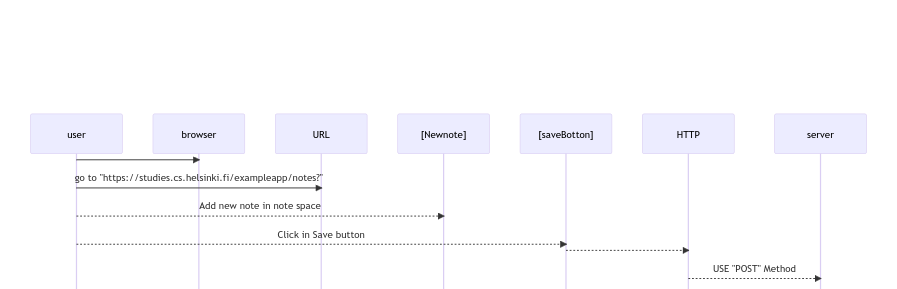 user
browser
URL
[Newnote]
[saveBotton]
HTTP
server
go to "https://studies.cs.helsinki.fi/exampleapp/notes?"
Add new note in note space
Click in Save button
USE "POST" Method